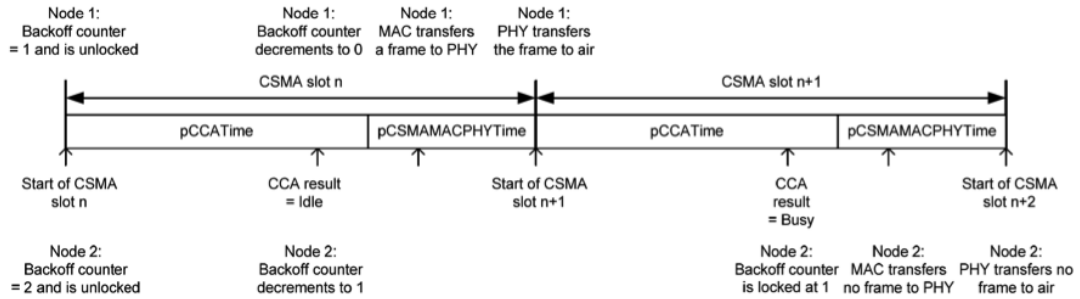 Node 1:
Backoff counter
= 1 and is unlocked
Node 1:
Backoff counter
decrements to 0
Node 1:
MAC transfers
a frame to PHY
Node 1:
PHY transfers
the frame to air
CSMA slot n
CSMA slot n+1
pCCATime
pCSMAMACPHYTime
pCCATime
pCSMAMACPHYTime
Start of CSMA
slot n
CCA result
= Idle
Start of CSMA
slot n+1
CCA
result
= Busy
Start of CSMA
slot n+2
Node 2:
Backoff counter
= 2 and is unlocked
Node 2:
Backoff counter
decrements to 1
Node 2:
Backoff counter
is locked at 1
Node 2:
MAC transfers
no frame to PHY
Node 2:
PHY transfers no
frame to air